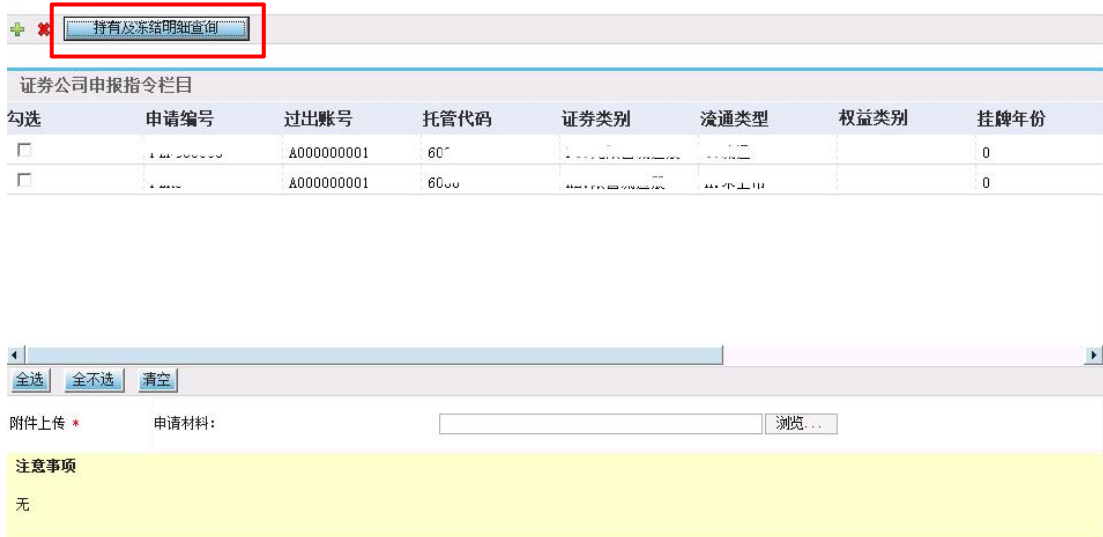 持有及冻结明细查询
证券公司申报指令栏目
勾选 申请编号 过出账号 托管代码 证券类别 流通类型 权益类别 挂牌年份
A000000001 0
A000000001 0
全选 全不选 清空
附件上传 * 申请材料: 浏览...
注意事项
无